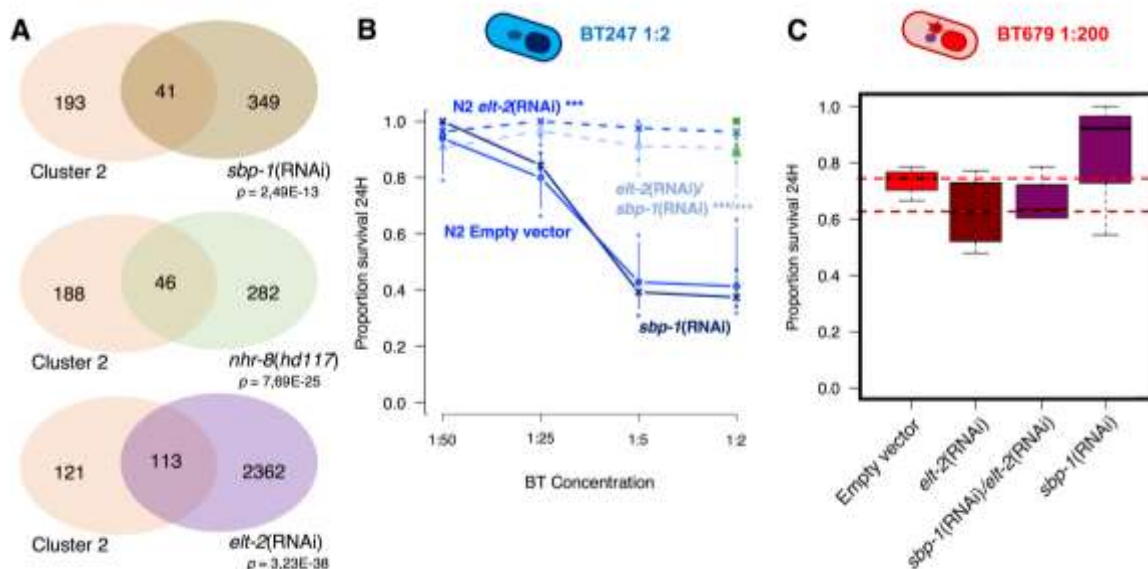 A
193
41
349
Cluster 2
sbp-1(RNAi)
p = 2,49E-13
188
46
282
Cluster 2
nhr-8(hd117)
p = 7,69E-25
121
113
2362
Cluster 2
elt-2(RNAi)
p = 3,23E-38
B
BT247 1:2
Proportion survival 24H
1.0
0.8
0.6
0.4
0.2
0.0
N2 elt-2(RNAi) ***
elt-2(RNAi)/
sbp-1(RNAi)
N2 Empty vector
sbp-1(RNAi)
1:50
1:25
1:5
1:2
BT Concentration
C
BT679 1:200
Proportion survival 24H
1.0
0.8
0.6
0.4
0.2
0.0
Empty vector
elt-2(RNAi)
sbp-1(RNAi)/elt-2(RNAi)
sbp-1(RNAi)